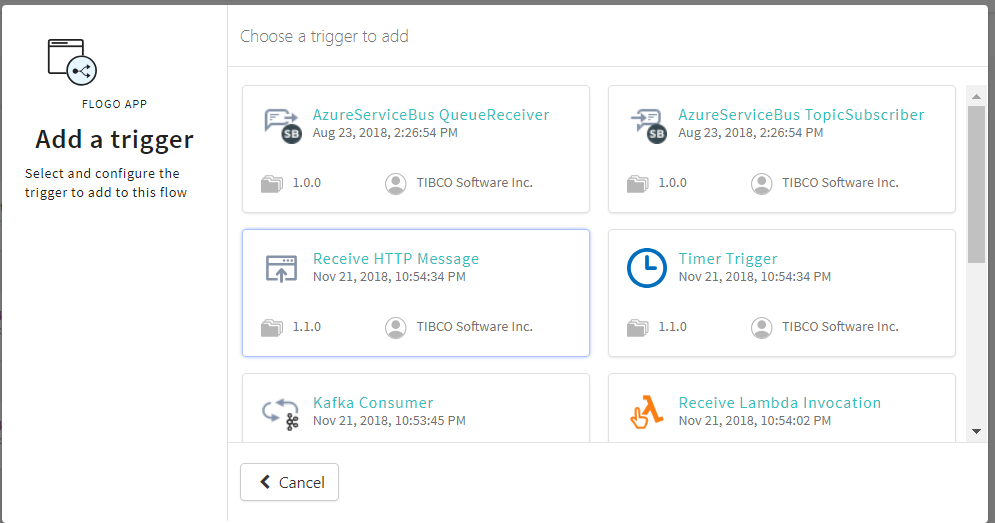 FLOGO APP
Add a trigger
Select and configure the
trigger to add to this flow
Choose a trigger to add
AzureServiceBus QueueReceiver
Aug 23, 2018, 2:26:54 PM
SB
1.0.0
TIBCO Software Inc.
AzureServiceBus TopicSubscriber
Aug 23, 2018, 2:26:54 PM
SB
1.0.0
TIBCO Software Inc.
Receive HTTP Message
Nov 21, 2018, 10:54:34 PM
1.1.0
TIBCO Software Inc.
Timer Trigger
Nov 21, 2018, 10:54:34 PM
1.1.0
TIBCO Software Inc.
Kafka Consumer
Nov 21, 2018, 10:53:45 PM
Receive Lambda Invocation
Nov 21, 2018, 10:54:02 PM
Cancel